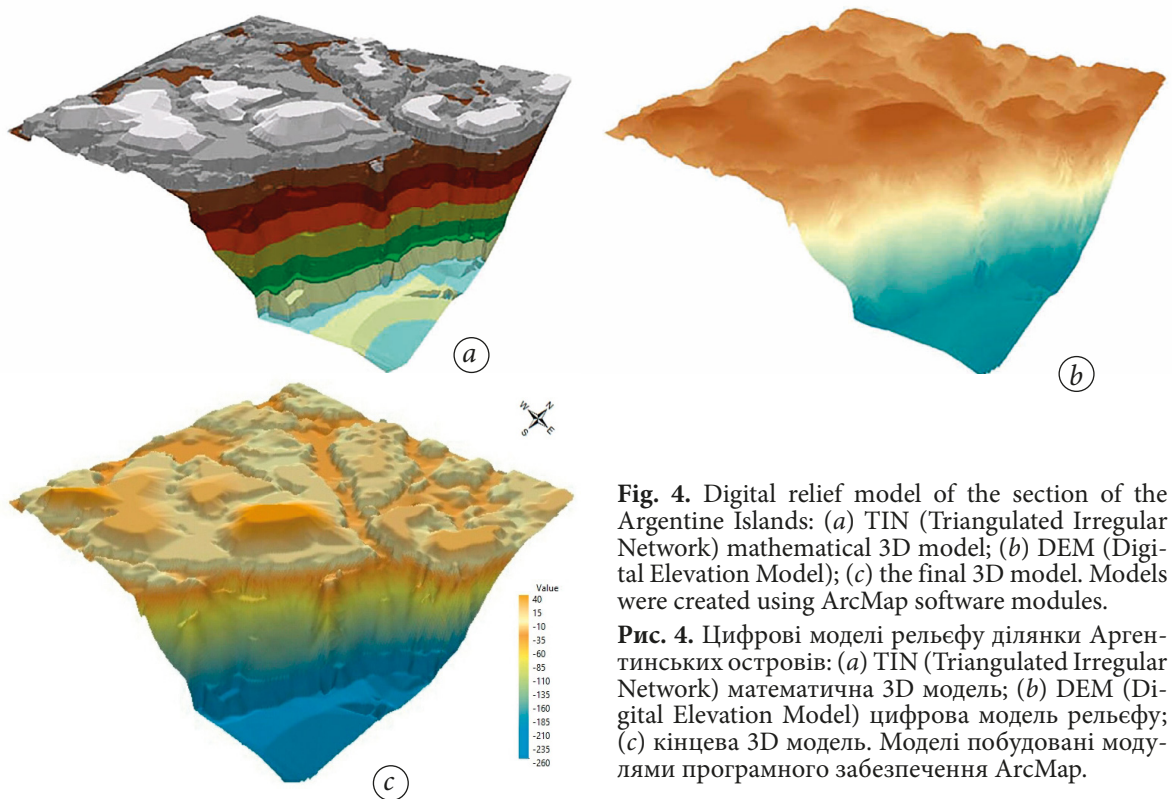 a
b
W N
S E
Value
40
15
-10
-35
-60
-85
-110
-135
-160
-185
-210
-235
-260
c
Fig. 4. Digital relief model of the section of the
Argentine Islands: (a) TIN (Triangulated Irregular
Network) mathematical 3D model; (b) DEM (Digi-
tal Elevation Model); (c) the final 3D model. Models
were created using ArcMap software modules.
Рис. 4. Цифрові моделі рельєфу ділянки Арген-
тинських островів: (a) TIN (Triangulated Irregular
Network) математична 3D модель; (b) DEM (Di-
gital Elevation Model) цифрова модель рельєфу;
(c) кінцева 3D модель. Моделі побудовані моду-
лями програмного забезпечення ArcMap.